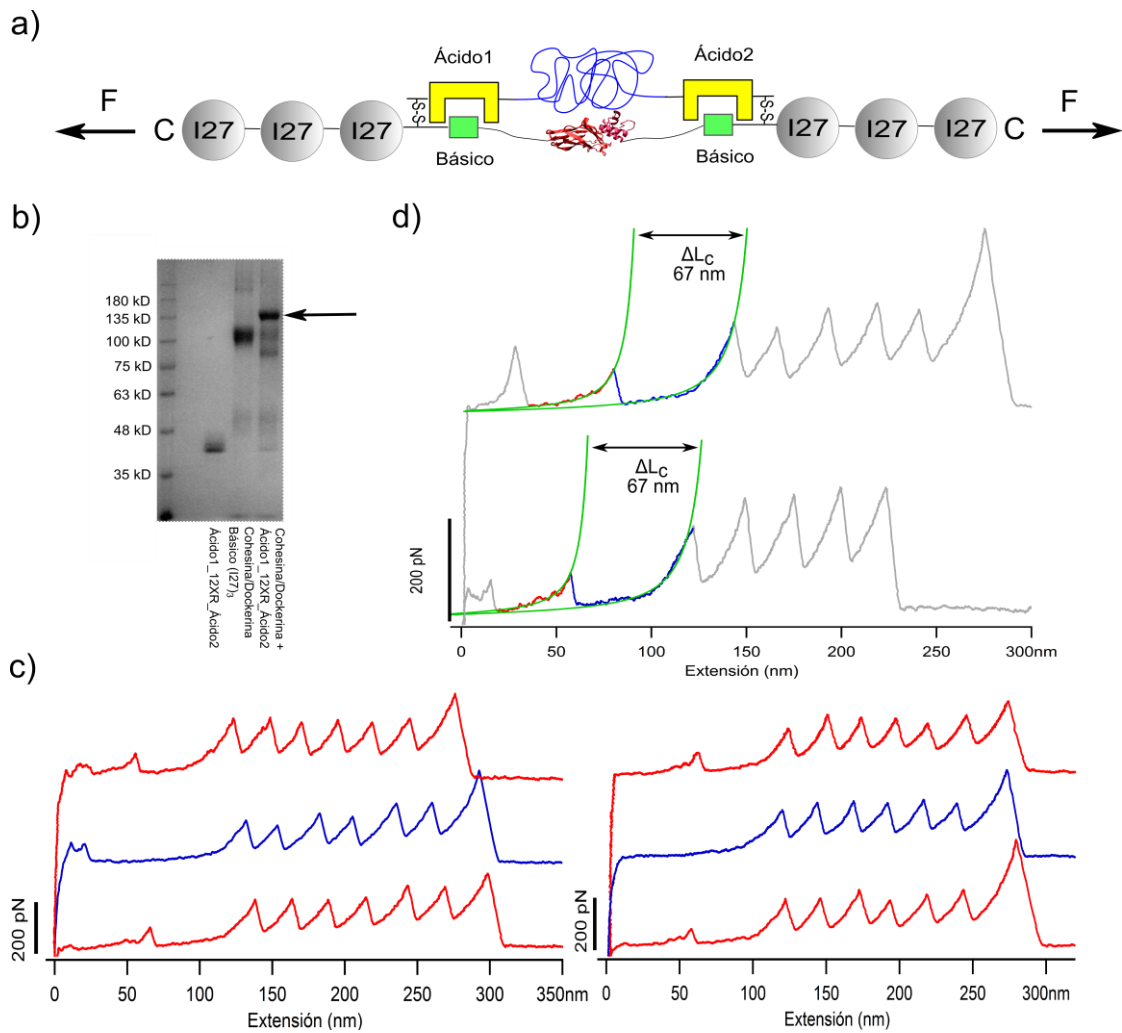 a)
Ácido1
Ácido2
F
C I27 I27 I27
S-S
S-S
I27 I27 I27 C
F
Básico
Básico
b)
180 kD
135 kD
100 kD
75 kD
63 kD
48 kD
35 kD
Ácido1_12XR_Ácido2
Básico (I27)3
Cohesina/Dockerina
Ácido1_12XR_Ácido2
Cohesina/Dockerina +
d)
ΔLC
67 nm
ΔLC
67 nm
200 pN
0 50 100 150 200 250 300nm
Extensión (nm)
c)
200 pN
0 50 100 150 200 250 300 350nm
Extensión (nm)
200 pN
0 50 100 150 200 250 300nm
Extensión (nm)